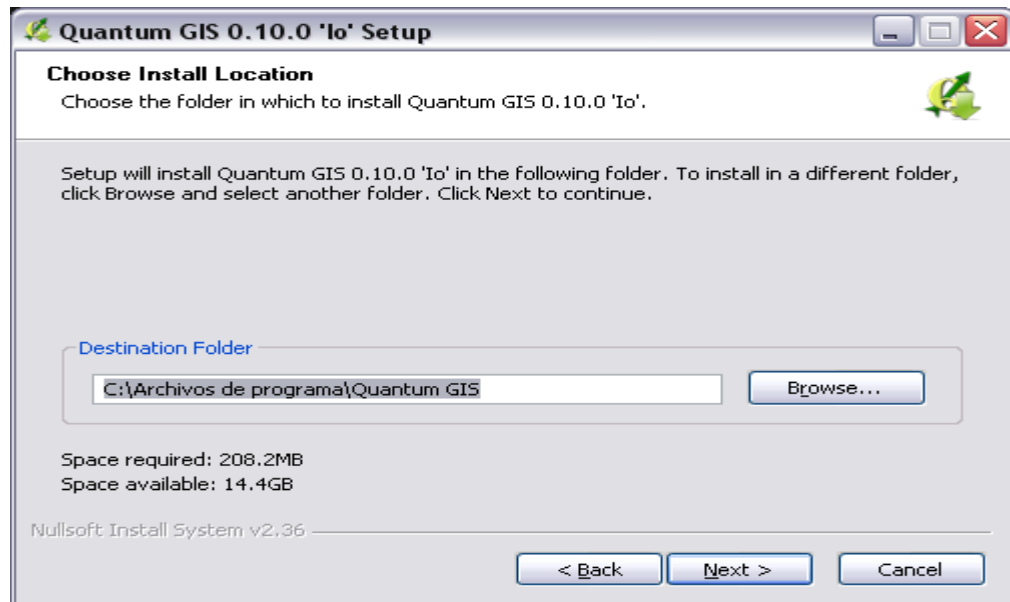 Quantum GIS 0.10.0 'Io' Setup
Choose Install Location
Choose the folder in which to install Quantum GIS 0.10.0 'Io'.
Setup will install Quantum GIS 0.10.0 'Io' in the following folder. To install in a different folder,
click Browse and select another folder. Click Next to continue.
Destination Folder
C:\Archivos de programa\Quantum GIS
Browse...
Space required: 208.2MB
Space available: 14.4GB
Nullsoft Install System v2.36
< Back
Next >
Cancel